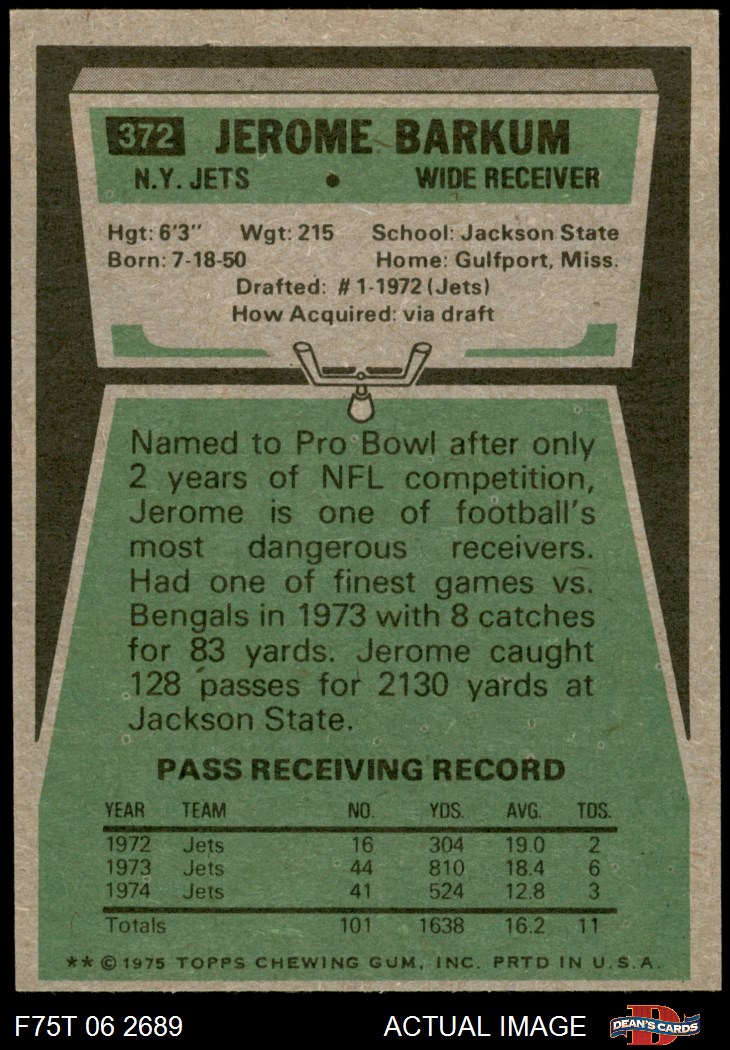 372 JEROME BARKUM
N.Y. JETS • WIDE RECEIVER
Hgt: 6'3" Wgt: 215 School: Jackson State
Born: 7-18-50 Home: Gulfport, Miss.
Drafted: #1-1972 (Jets)
How Acquired: via draft
Named to Pro Bowl after only
2 years of NFL competition,
Jerome is one of football's
most dangerous receivers.
Had one of finest games vs.
Bengals in 1973 with 8 catches
for 83 yards. Jerome caught
128 passes for 2130 yards at
Jackson State.
PASS RECEIVING RECORD
YEAR TEAM NO. YDS. AVG. TDS.
1972 Jets 16 304 19.0 2
1973 Jets 44 810 18.4 6
1974 Jets 41 524 12.8 3
Totals 101 1638 16.2 11
** © 1975 TOPPS CHEWING GUM, INC. PRTD IN U.S.A.
F75T 06 2689 ACTUAL IMAGE DEAN'S CARDS